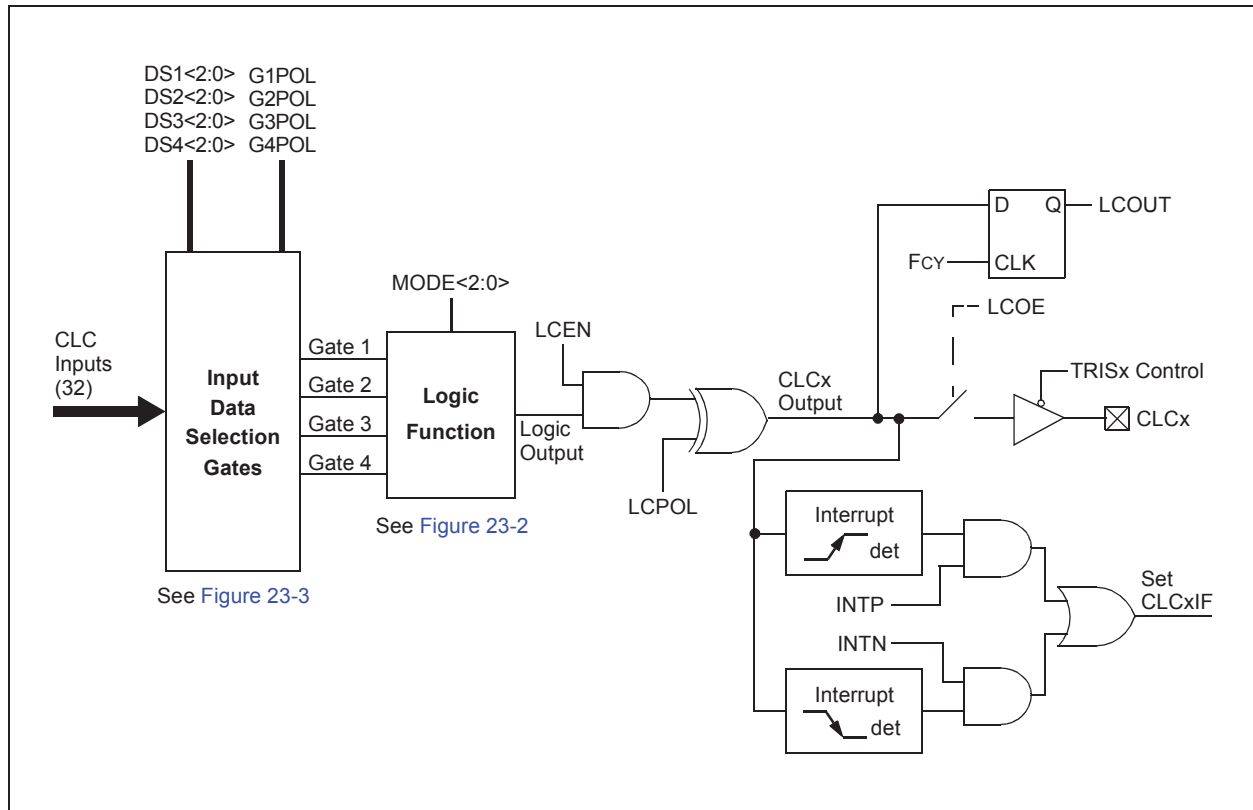 DS1<2:0> G1POL
DS2<2:0> G2POL
DS3<2:0> G3POL
DS4<2:0> G4POL
D Q LCOUT
FCY CLK
MODE<2:0>
LCOE
LCEN
CLC
Inputs
(32)
Input
Data
Selection
Gates
Gate 1
Gate 2
Gate 3
Gate 4
Logic
Function
Logic
Output
CLCx
Output
TRISx Control
CLCx
LCPOL
See Figure 23-2
See Figure 23-3
Interrupt
det
INTP
INTN
Set
CLCxIF
Interrupt
det